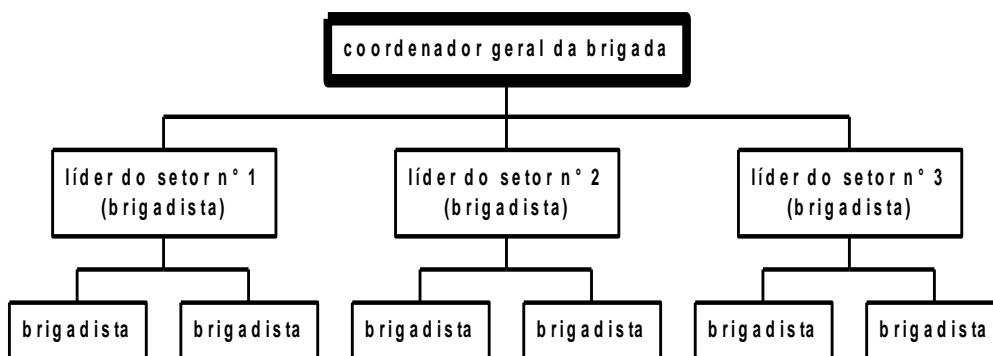 coordenador geral da brigada
líder do setor n° 1
(brigadista)
líder do setor n° 2
(brigadista)
líder do setor n° 3
(brigadista)
brigadista
brigadista
brigadista
brigadista
brigadista
brigadista